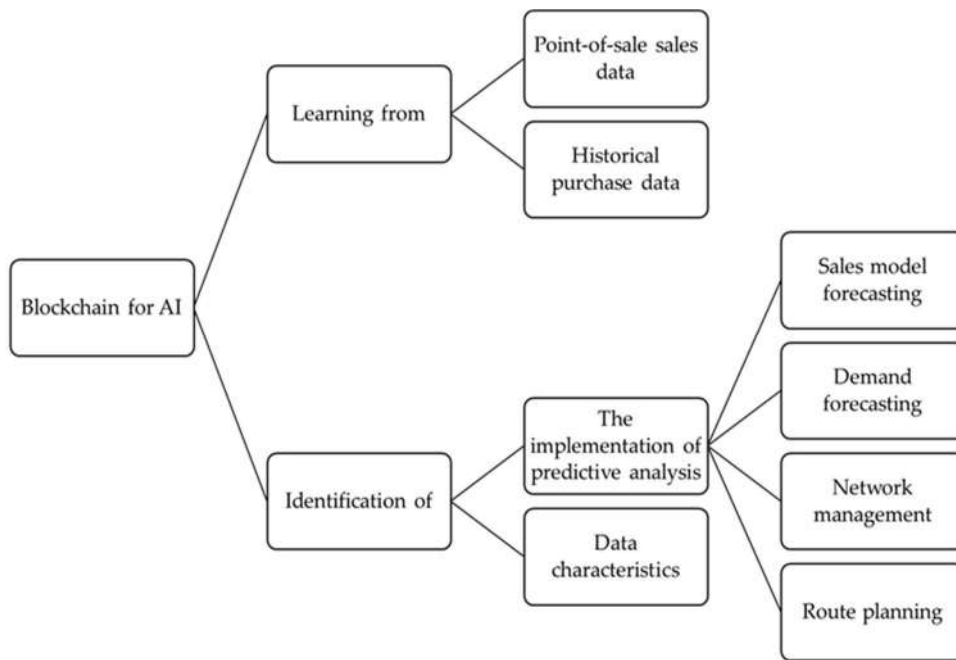 Point-of-sale sales
data
Learning from
Historical
purchase data
Sales model
forecasting
Blockchain for AI
Demand
forecasting
The
implementation of
predictive analysis
Identification of
Network
management
Data
characteristics
Route planning